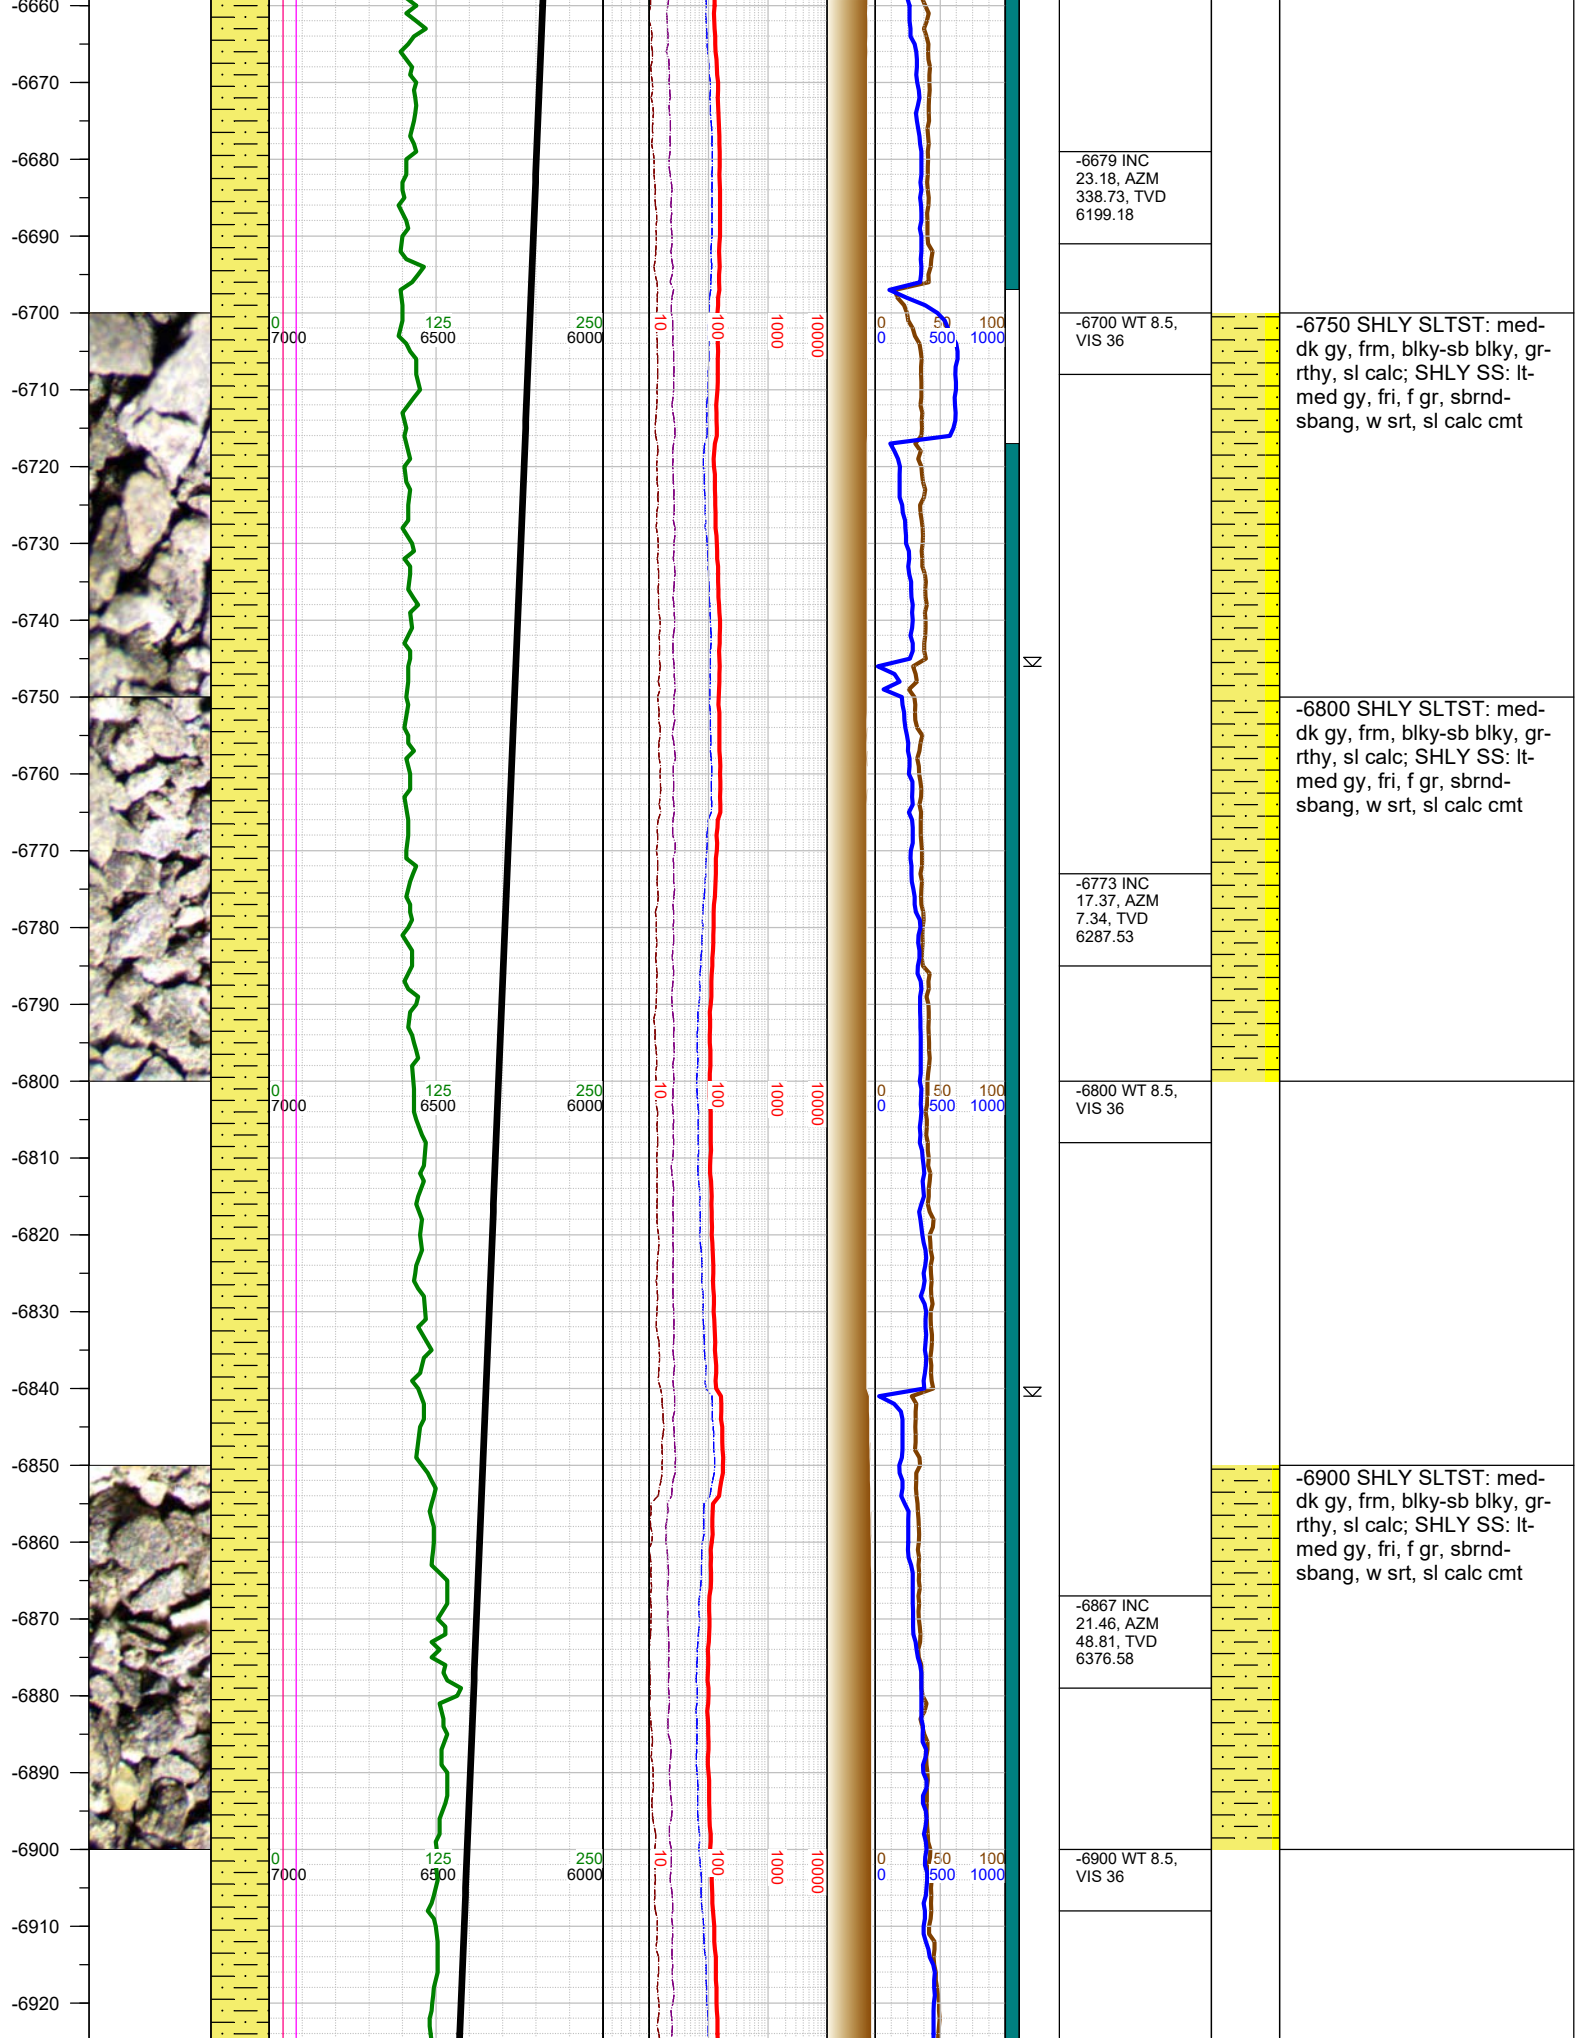 -6660
-6670
-6680
-6679 INC
23.18, AZM
338.73, TVD
6199.18
-6690
-6700
0 125 250
7000 6500 6000
10 100 1000 10000
0 50 100
0 500 1000
-6700 WT 8.5,
VIS 36
-6750 SHLY SLTST: med-
dk gy, frm, blky-sb blky, gr-
rthy, sl calc; SHLY SS: lt-
med gy, fri, f gr, sbrnd-
sbang, w srt, sl calc cmt
-6710
-6720
-6730
-6740
-6750
-6800 SHLY SLTST: med-
dk gy, frm, blky-sb blky, gr-
rthy, sl calc; SHLY SS: lt-
med gy, fri, f gr, sbrnd-
sbang, w srt, sl calc cmt
-6760
-6770
-6773 INC
17.37, AZM
7.34, TVD
6287.53
-6780
-6790
-6800
0 125 250
7000 6500 6000
10 100 1000 10000
0 50 100
0 500 1000
-6800 WT 8.5,
VIS 36
-6810
-6820
-6830
-6840
-6850
-6900 SHLY SLTST: med-
dk gy, frm, blky-sb blky, gr-
rthy, sl calc; SHLY SS: lt-
med gy, fri, f gr, sbrnd-
sbang, w srt, sl calc cmt
-6860
-6867 INC
21.46, AZM
48.81, TVD
6376.58
-6870
-6880
-6890
-6900
0 125 250
7000 6500 6000
10 100 1000 10000
0 50 100
0 500 1000
-6900 WT 8.5,
VIS 36
-6910
-6920